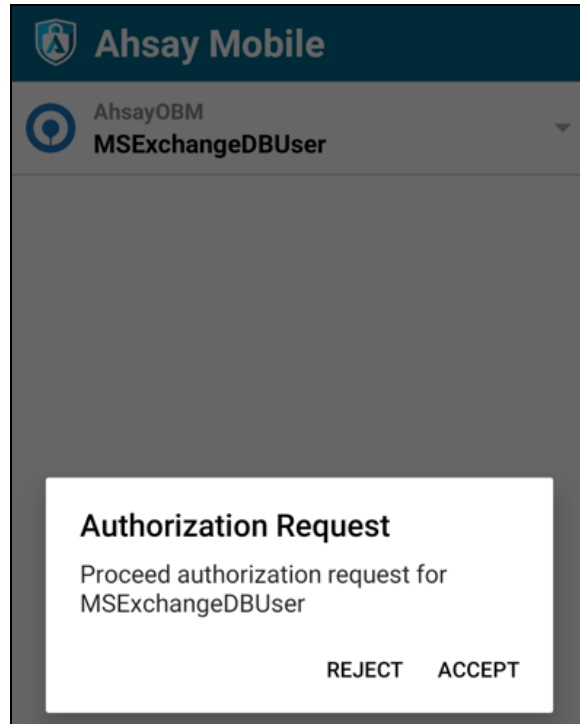 Ahsay Mobile
AhsayOBM
MSExchangeDBUser
Authorization Request
Proceed authorization request for
MSExchangeDBUser
REJECT ACCEPT